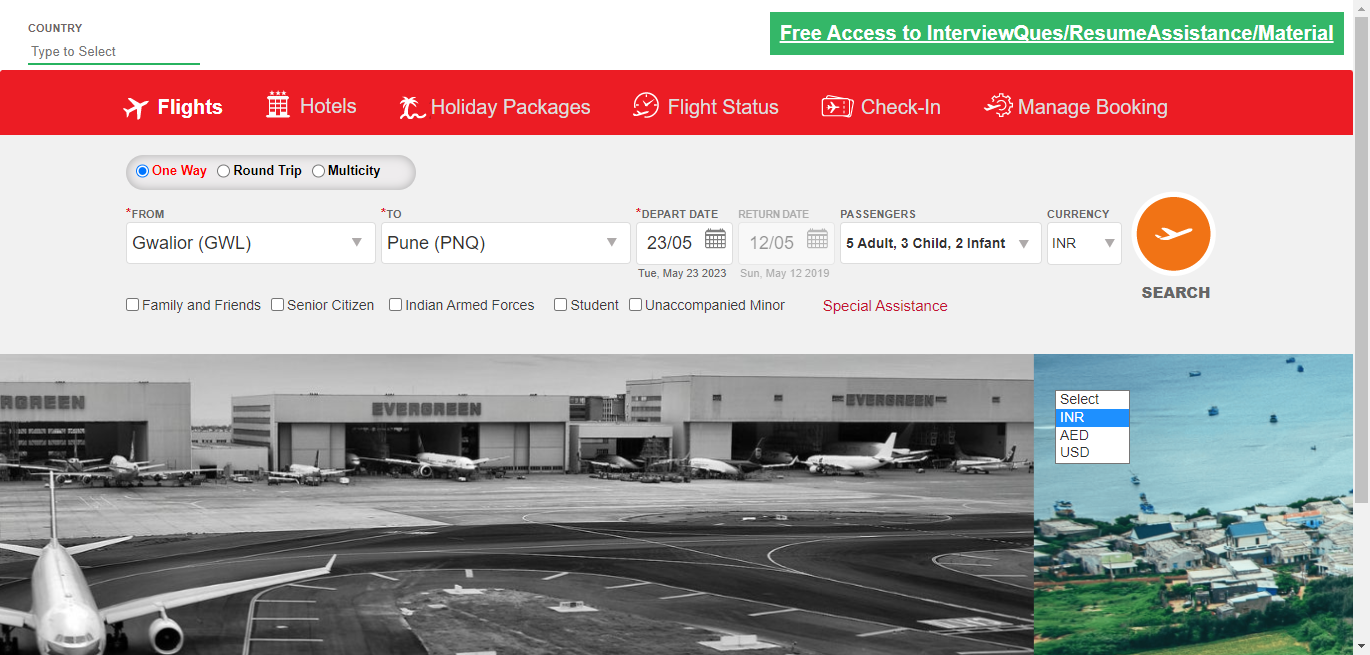 COUNTRY
Type to Select
Free Access to InterviewQues/ResumeAssistance/Material
Flights Hotels Holiday Packages Flight Status Check-In Manage Booking
One Way Round Trip Multicity
*FROM *TO *DEPART DATE RETURN DATE PASSENGERS CURRENCY
Gwalior (GWL) Pune (PNQ) 23/05 12/05 5 Adult, 3 Child, 2 Infant INR
Tue, May 23 2023 Sun, May 12 2019
SEARCH
Family and Friends Senior Citizen Indian Armed Forces Student Unaccompanied Minor Special Assistance
Select
INR
AED
USD
EVERGREEN
EVERGREEN